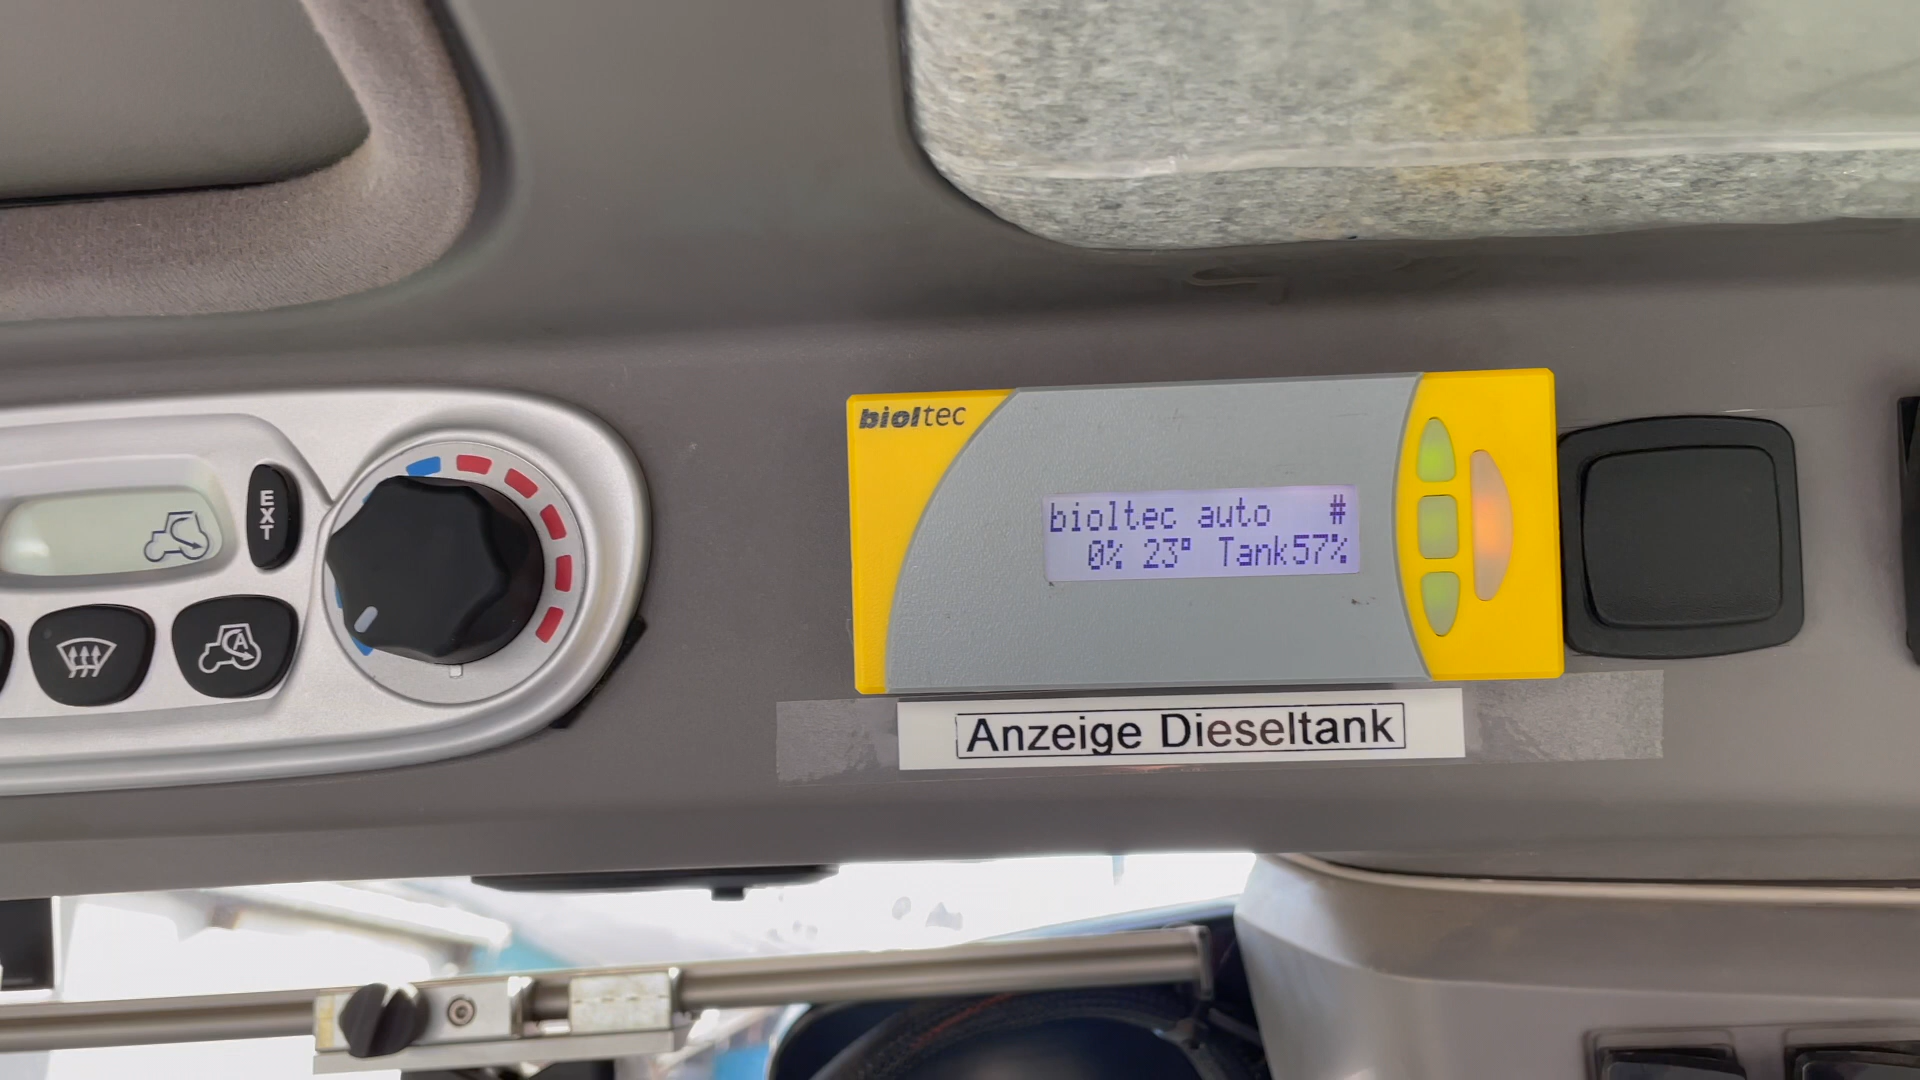 EXT
A
bioltec
bioltec auto #
0% 23° Tank57%
Anzeige Dieseltank